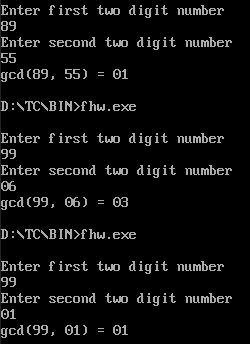 Enter first two digit number
89
Enter second two digit number
55
gcd(89, 55) = 01
D:\TC\BIN>fhw.exe
Enter first two digit number
99
Enter second two digit number
06
gcd(99, 06) = 03
D:\TC\BIN>fhw.exe
Enter first two digit number
99
Enter second two digit number
01
gcd(99, 01) = 01